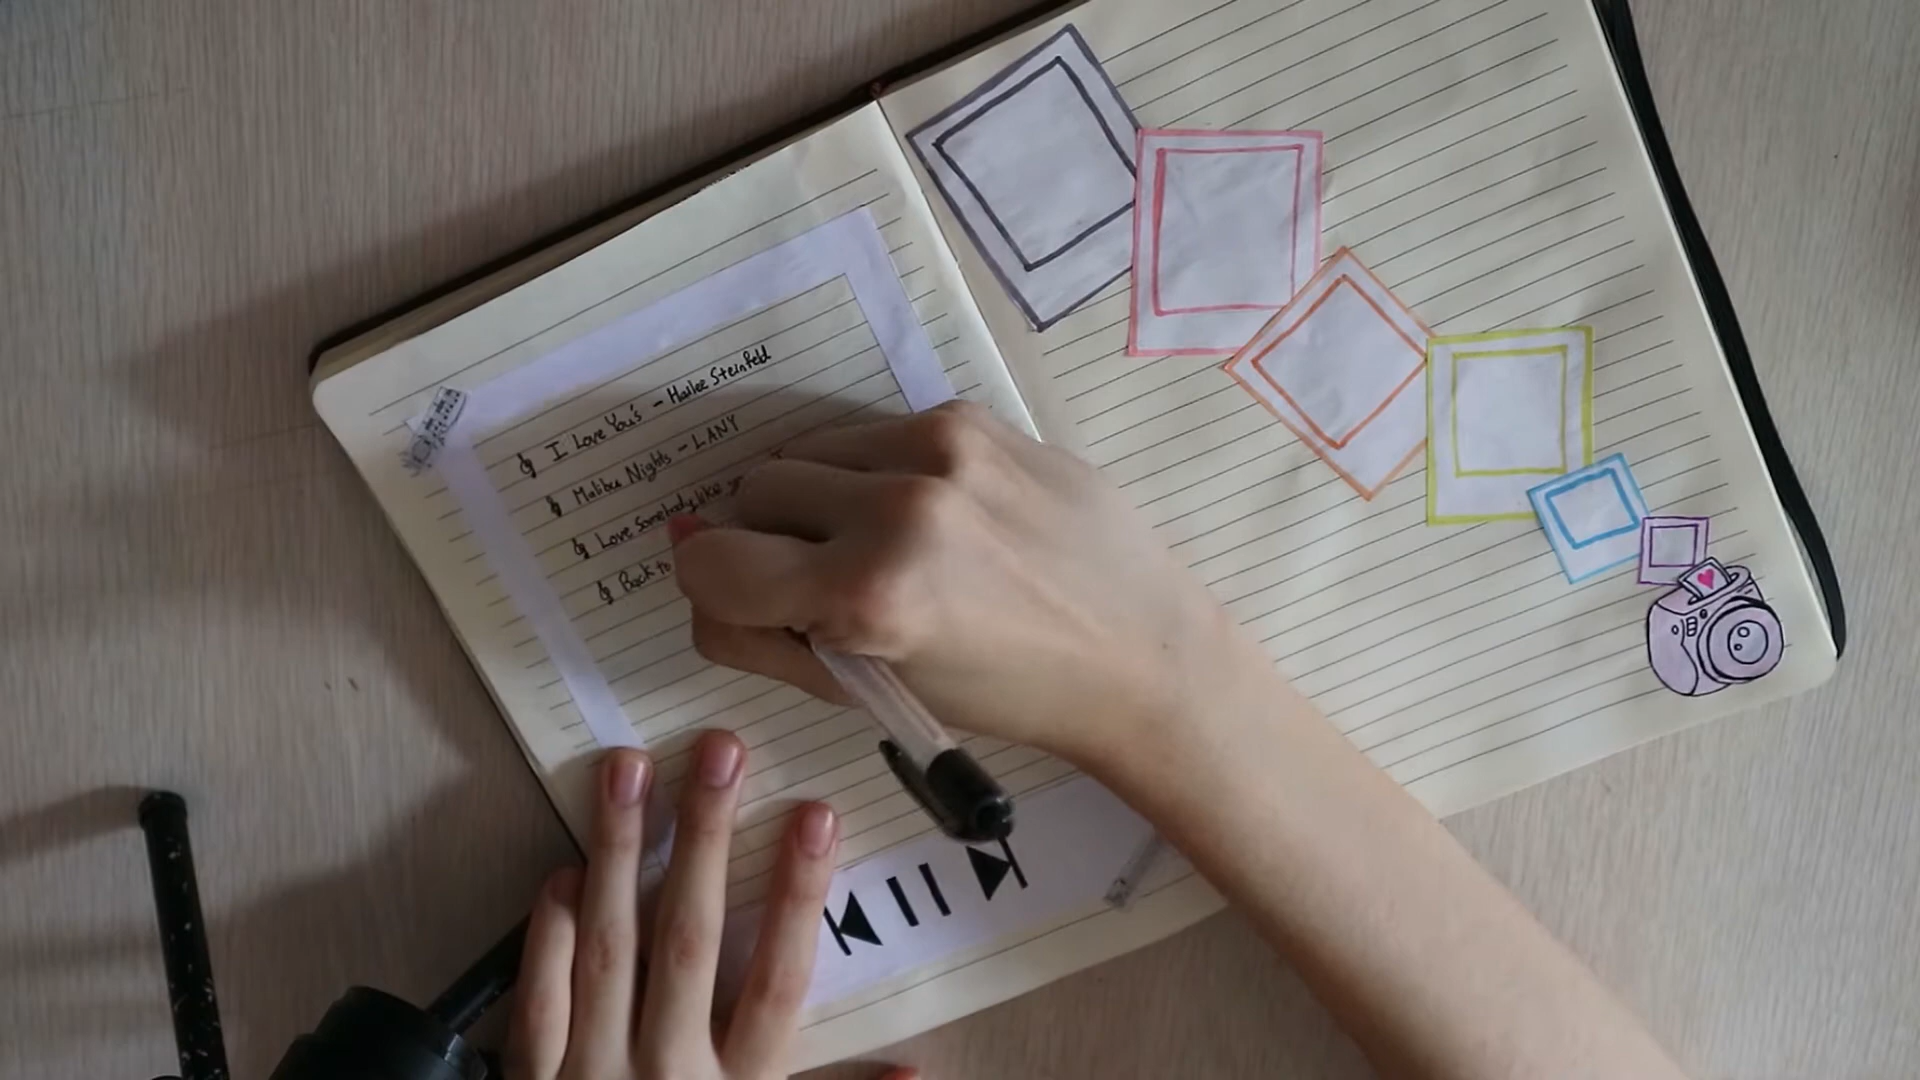 I Love You's - Hailee Steinfeld
Malibu Nights - LANY
Love Somebody like
Back to